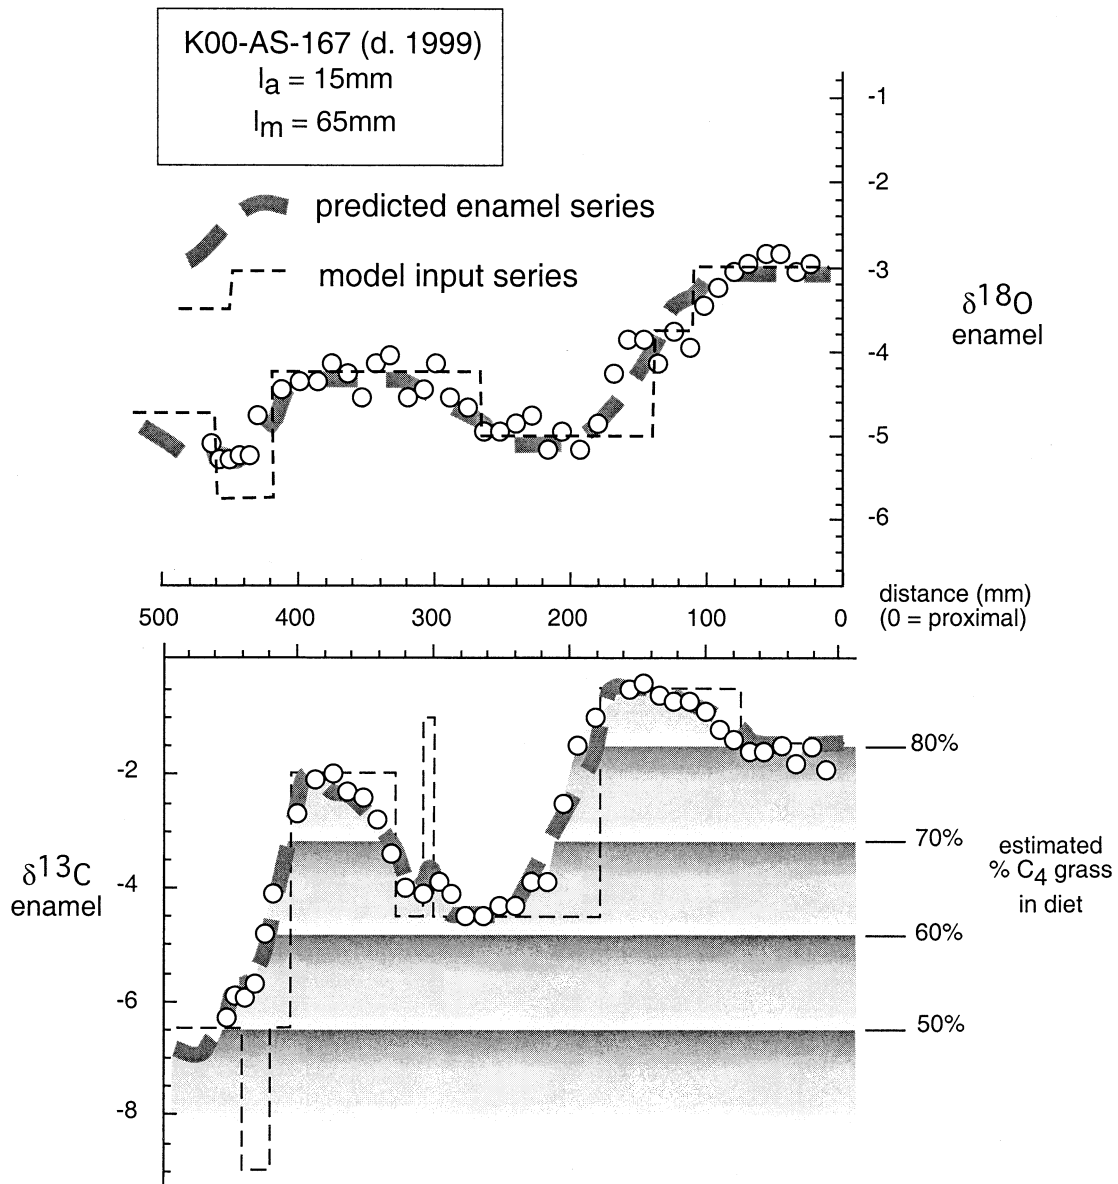 K00-AS-167 (d. 1999)
la = 15mm
lm = 65mm
predicted enamel series
model input series
-1
-2
-3
-4
-5
-6
δ18O
enamel
500 400 300 200 100 0
distance (mm)
(0 = proximal)
-2
-4
-6
-8
δ13C
enamel
80%
70%
60%
50%
estimated
% C4 grass
in diet